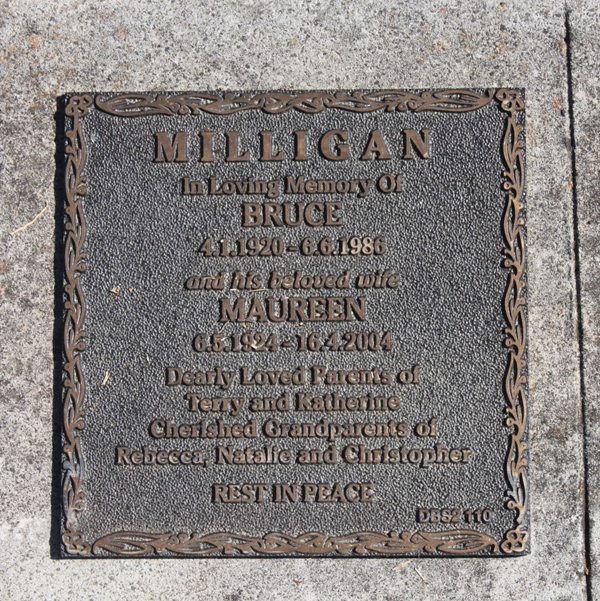 MILLIGAN
In Loving Memory Of
BRUCE
4.1.1920 - 6.6.1986
and his beloved wife
MAUREEN
6.5.1924 - 16.4.2004
Dearly Loved Parents of
Terry and Katherine
Cherished Grandparents of
Rebecca, Natalie and Christopher
REST IN PEACE
DBS2 110